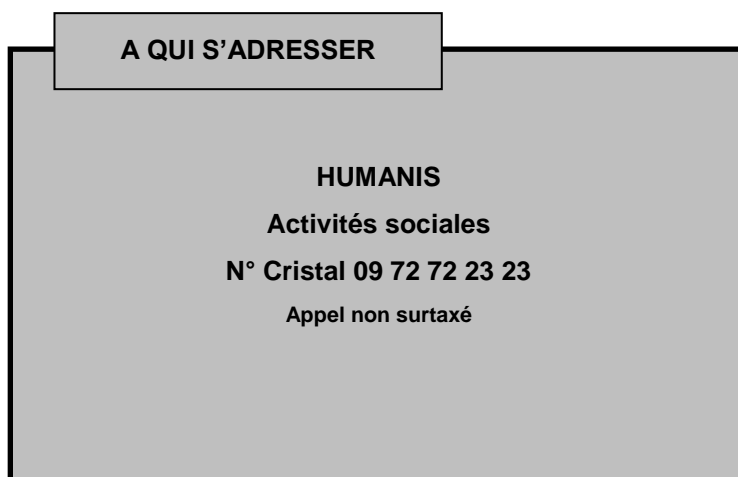 A QUI S’ADRESSER
HUMANIS
Activités sociales
N° Cristal 09 72 72 23 23
Appel non surtaxé